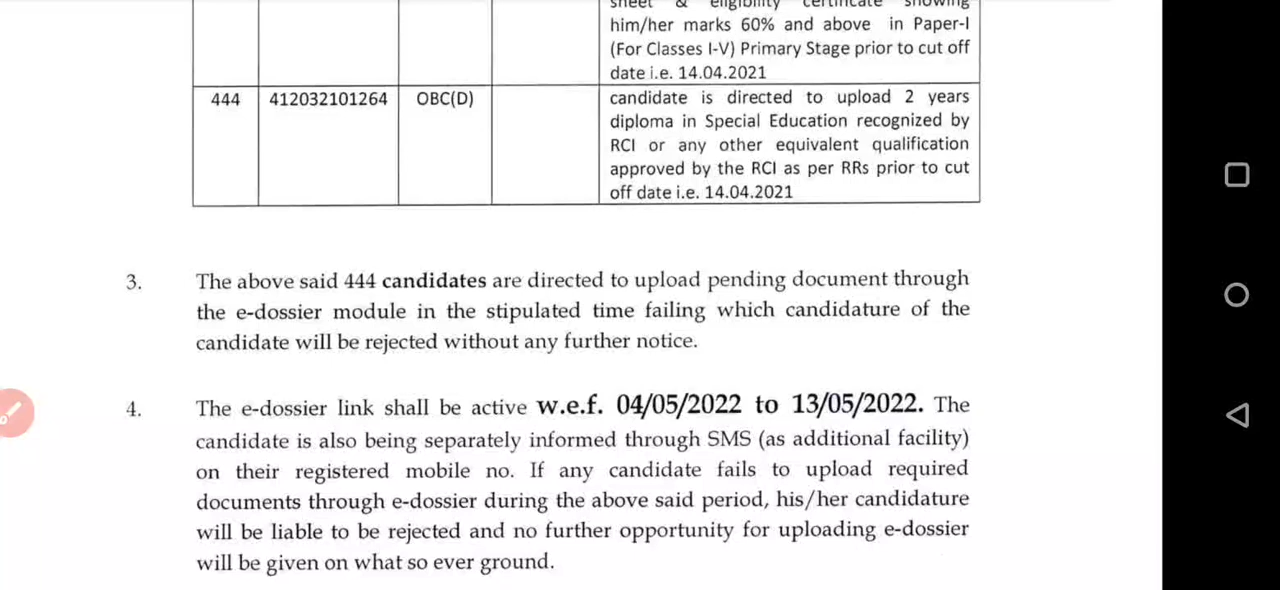 sheet & eligibility certificate showing
him/her marks 60% and above in Paper-I
(For Classes I-V) Primary Stage prior to cut off
date i.e. 14.04.2021
444 412032101264 OBC(D) candidate is directed to upload 2 years
diploma in Special Education recognized by
RCI or any other equivalent qualification
approved by the RCI as per RRs prior to cut
off date i.e. 14.04.2021
3. The above said 444 candidates are directed to upload pending document through
the e-dossier module in the stipulated time failing which candidature of the
candidate will be rejected without any further notice.
4. The e-dossier link shall be active w.e.f. 04/05/2022 to 13/05/2022. The
candidate is also being separately informed through SMS (as additional facility)
on their registered mobile no. If any candidate fails to upload required
documents through e-dossier during the above said period, his/her candidature
will be liable to be rejected and no further opportunity for uploading e-dossier
will be given on what so ever ground.